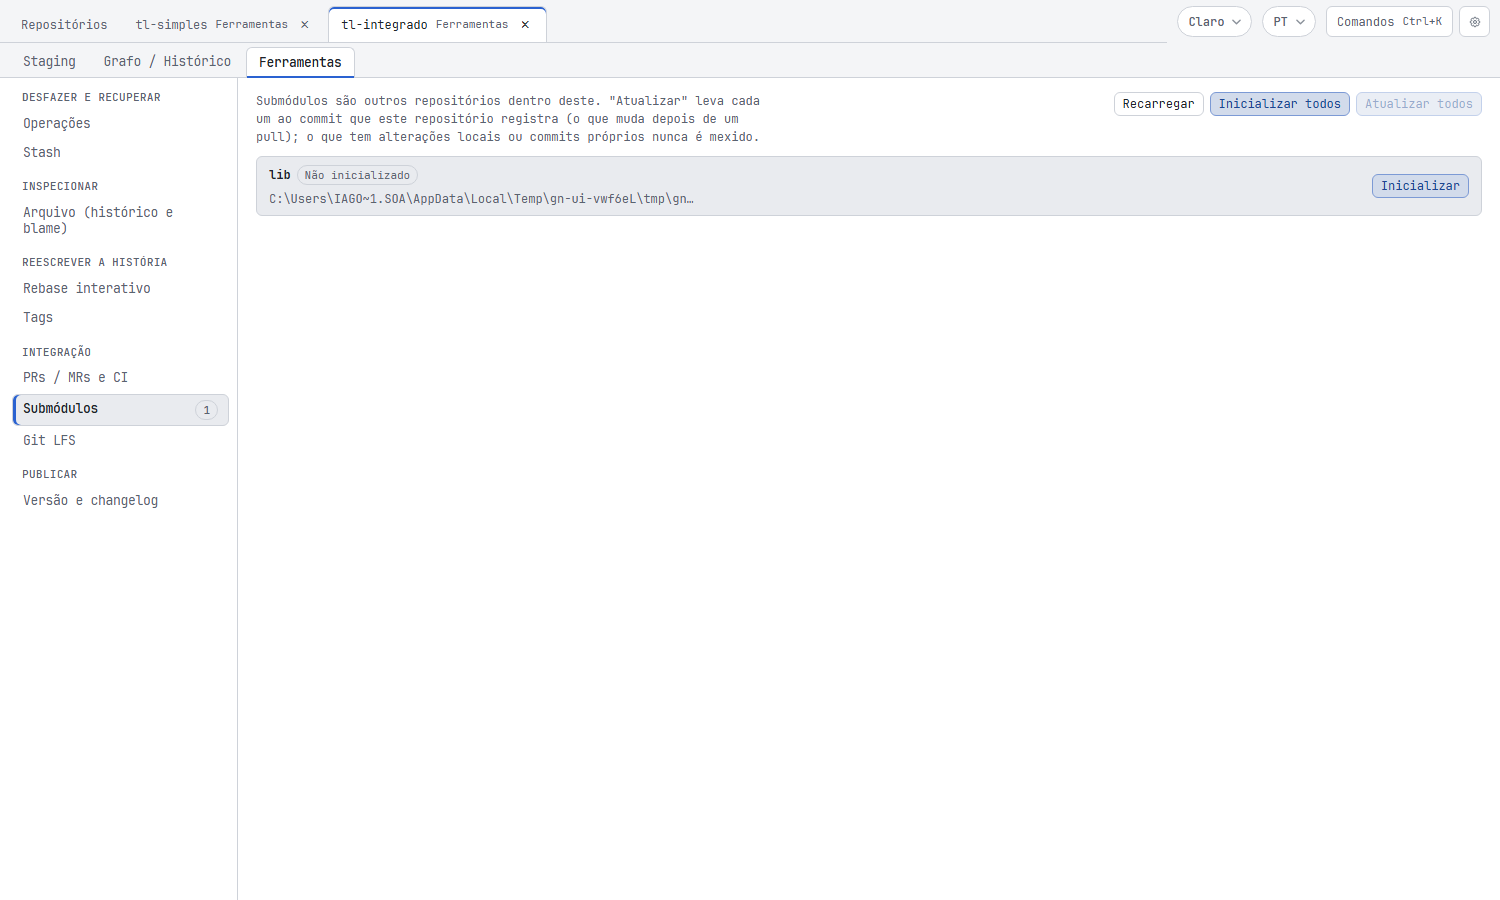 Repositórios
tl-simples Ferramentas ×
tl-integrado Ferramentas ×
Claro
PT
Comandos Ctrl+K
Staging
Grafo / Histórico
Ferramentas
DESFAZER E RECUPERAR
Operações
Stash
INSPECIONAR
Arquivo (histórico e
blame)
REESCREVER A HISTÓRIA
Rebase interativo
Tags
INTEGRAÇÃO
PRs / MRs e CI
Submódulos 1
Git LFS
PUBLICAR
Versão e changelog
Submódulos são outros repositórios dentro deste. "Atualizar" leva cada
um ao commit que este repositório registra (o que muda depois de um
pull); o que tem alterações locais ou commits próprios nunca é mexido.
Recarregar
Inicializar todos
Atualizar todos
lib Não inicializado
C:\Users\IAGO~1.SOA\AppData\Local\Temp\gn-ui-vwf6eL\tmp\gn…
Inicializar